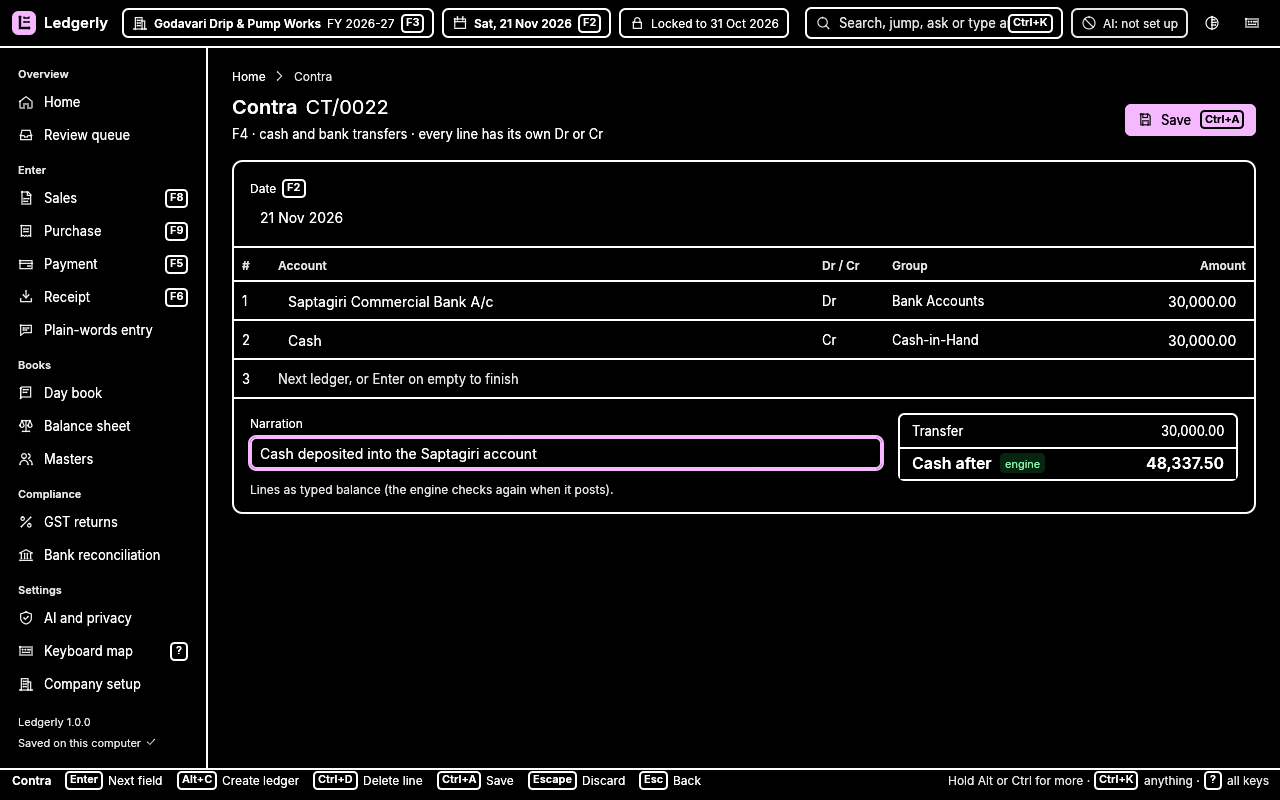 Ledgerly
Godavari Drip & Pump Works FY 2026-27 F3
Sat, 21 Nov 2026 F2
Locked to 31 Oct 2026
Search, jump, ask or type a Ctrl+K
AI: not set up
Overview
Home
Review queue
Enter
Sales F8
Purchase F9
Payment F5
Receipt F6
Plain-words entry
Books
Day book
Balance sheet
Masters
Compliance
GST returns
Bank reconciliation
Settings
AI and privacy
Keyboard map ?
Company setup
Ledgerly 1.0.0
Saved on this computer
Home Contra
Contra CT/0022
F4 · cash and bank transfers · every line has its own Dr or Cr
Save Ctrl+A
Date F2
21 Nov 2026
# Account Dr / Cr Group Amount
1 Saptagiri Commercial Bank A/c Dr Bank Accounts 30,000.00
2 Cash Cr Cash-in-Hand 30,000.00
3 Next ledger, or Enter on empty to finish
Narration
Cash deposited into the Saptagiri account
Lines as typed balance (the engine checks again when it posts).
Transfer 30,000.00
Cash after engine 48,337.50
Contra Enter Next field Alt+C Create ledger Ctrl+D Delete line Ctrl+A Save Escape Discard Esc Back
Hold Alt or Ctrl for more · Ctrl+K anything · ? all keys